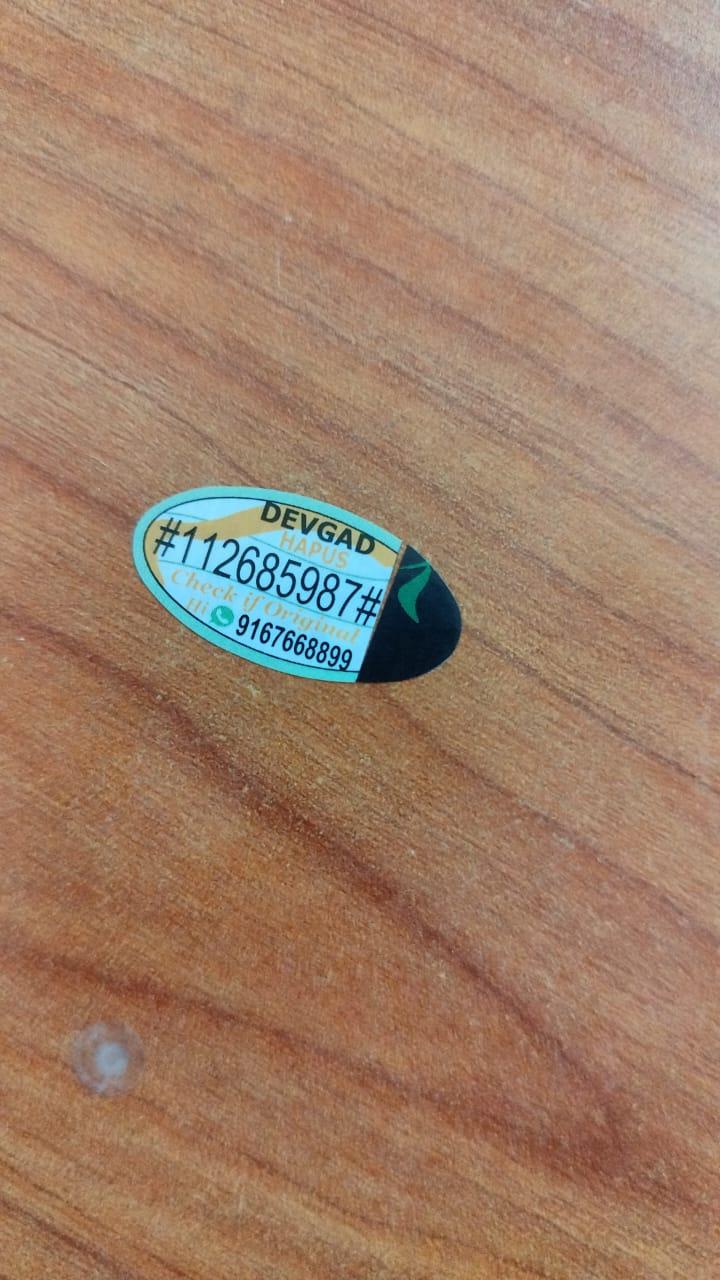 DEVGAD
HAPUS
#112685987#
Check if Original
Hi 9167668899